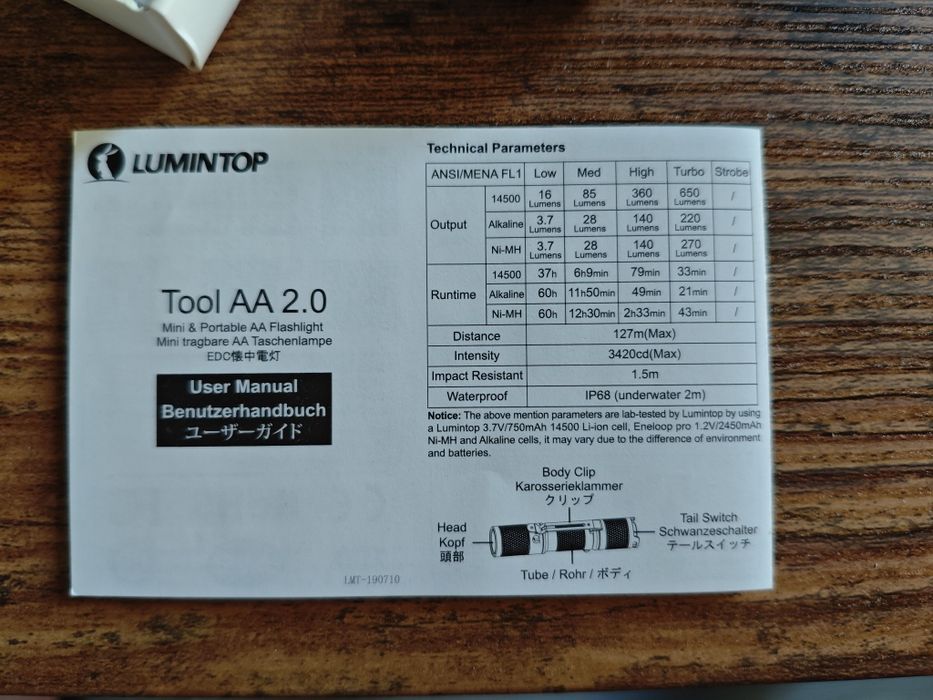 LUMINTOP
Tool AA 2.0
Mini & Portable AA Flashlight
Mini tragbare AA Taschenlampe
EDC懐中電灯
User Manual
Benutzerhandbuch
ユーザーガイド
LMT-190710
Technical Parameters
ANSI/MENA FL1 Low Med High Turbo Strobe
Output
14500 16 Lumens 85 Lumens 360 Lumens 650 Lumens /
Alkaline 3.7 Lumens 28 Lumens 140 Lumens 220 Lumens /
Ni-MH 3.7 Lumens 28 Lumens 140 Lumens 270 Lumens /
Runtime
14500 37h 6h9min 79min 33min /
Alkaline 60h 11h50min 49min 21min /
Ni-MH 60h 12h30min 2h33min 43min /
Distance 127m(Max)
Intensity 3420cd(Max)
Impact Resistant 1.5m
Waterproof IP68 (underwater 2m)
Notice: The above mention parameters are lab-tested by Lumintop by using
a Lumintop 3.7V/750mAh 14500 Li-ion cell, Eneloop pro 1.2V/2450mAh
Ni-MH and Alkaline cells, it may vary due to the difference of environment
and batteries.
Body Clip
Karosserieklammer
クリップ
Head
Kopf
頭部
Tail Switch
Schwanzeschalter
テールスイッチ
Tube / Rohr / ボディ